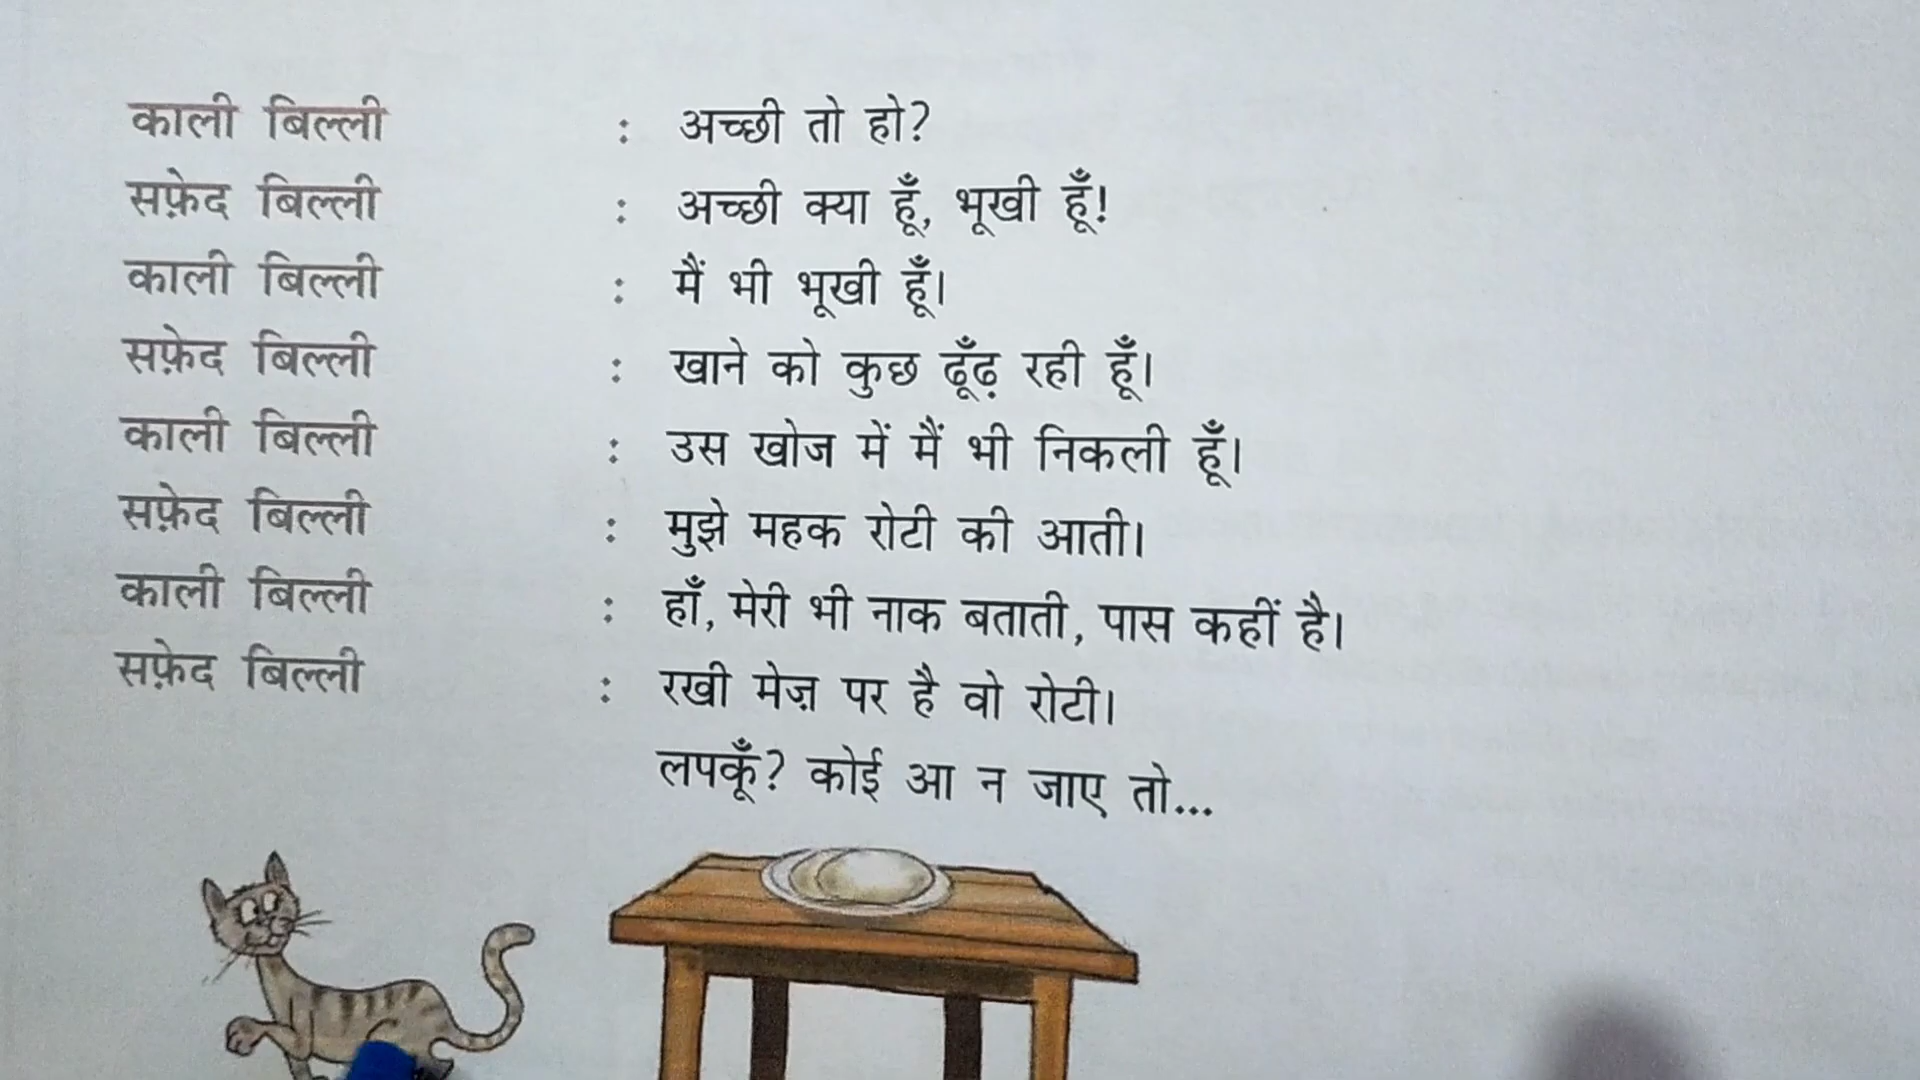 काली बिल्ली : अच्छी तो हो?
सफ़ेद बिल्ली : अच्छी क्या हूँ, भूखी हूँ!
काली बिल्ली : मैं भी भूखी हूँ।
सफ़ेद बिल्ली : खाने को कुछ ढूँढ़ रही हूँ।
काली बिल्ली : उस खोज में मैं भी निकली हूँ।
सफ़ेद बिल्ली : मुझे महक रोटी की आती।
काली बिल्ली : हाँ, मेरी भी नाक बताती, पास कहीं है।
सफ़ेद बिल्ली : रखी मेज़ पर है वो रोटी।
लपकूँ? कोई आ न जाए तो...